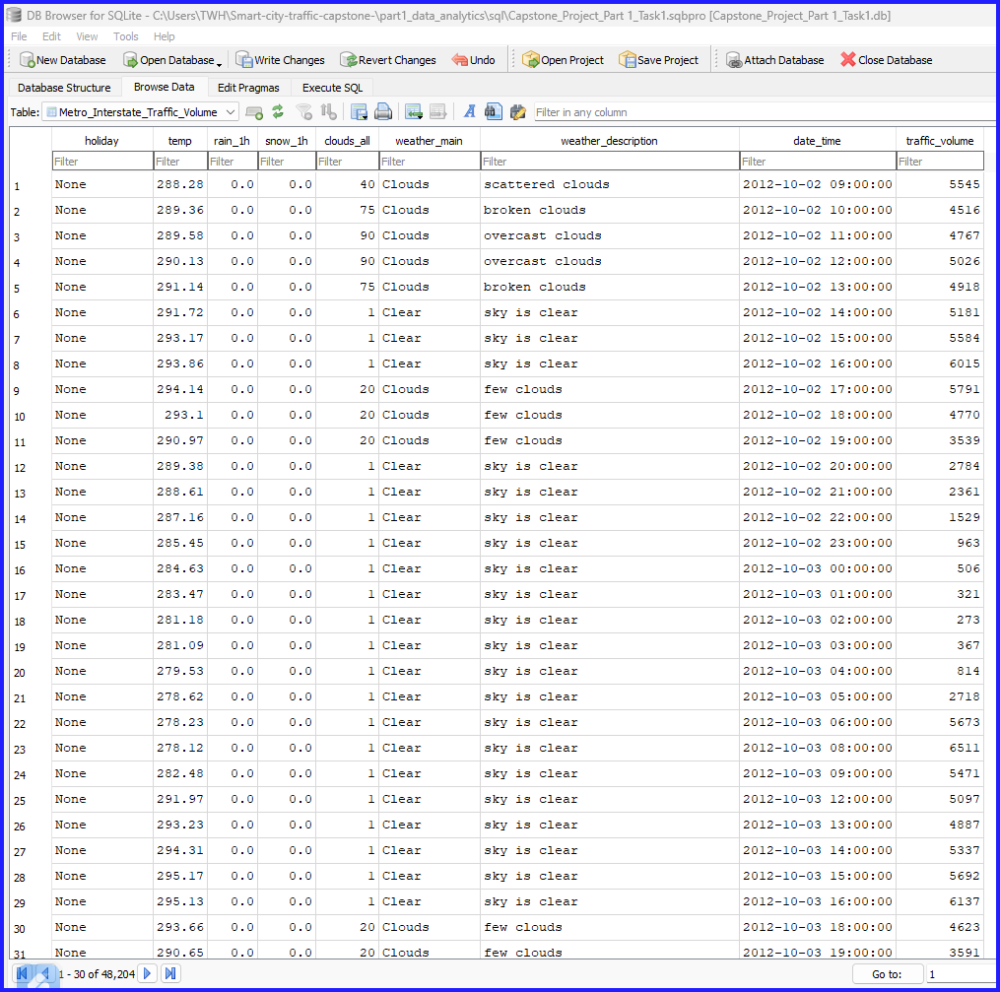 DB Browser for SQLite - C:\Users\TWH\Smart-city-traffic-capstone-\part1_data_analytics\sql\Capstone_Project_Part 1_Task1.sqbpro [Capstone_Project_Part 1_Task1.db]
File Edit View Tools Help
New Database Open Database Write Changes Revert Changes Undo Open Project Save Project Attach Database Close Database
Database Structure Browse Data Edit Pragmas Execute SQL
Table: Metro_Interstate_Traffic_Volume Filter in any column
holiday temp rain_1h snow_1h clouds_all weather_main weather_description date_time traffic_volume
Filter Filter Filter Filter Filter Filter Filter Filter Filter
1 None 288.28 0.0 0.0 40 Clouds scattered clouds 2012-10-02 09:00:00 5545
2 None 289.36 0.0 0.0 75 Clouds broken clouds 2012-10-02 10:00:00 4516
3 None 289.58 0.0 0.0 90 Clouds overcast clouds 2012-10-02 11:00:00 4767
4 None 290.13 0.0 0.0 90 Clouds overcast clouds 2012-10-02 12:00:00 5026
5 None 291.14 0.0 0.0 75 Clouds broken clouds 2012-10-02 13:00:00 4918
6 None 291.72 0.0 0.0 1 Clear sky is clear 2012-10-02 14:00:00 5181
7 None 293.17 0.0 0.0 1 Clear sky is clear 2012-10-02 15:00:00 5584
8 None 293.86 0.0 0.0 1 Clear sky is clear 2012-10-02 16:00:00 6015
9 None 294.14 0.0 0.0 20 Clouds few clouds 2012-10-02 17:00:00 5791
10 None 293.1 0.0 0.0 20 Clouds few clouds 2012-10-02 18:00:00 4770
11 None 290.97 0.0 0.0 20 Clouds few clouds 2012-10-02 19:00:00 3539
12 None 289.38 0.0 0.0 1 Clear sky is clear 2012-10-02 20:00:00 2784
13 None 288.61 0.0 0.0 1 Clear sky is clear 2012-10-02 21:00:00 2361
14 None 287.16 0.0 0.0 1 Clear sky is clear 2012-10-02 22:00:00 1529
15 None 285.45 0.0 0.0 1 Clear sky is clear 2012-10-02 23:00:00 963
16 None 284.63 0.0 0.0 1 Clear sky is clear 2012-10-03 00:00:00 506
17 None 283.47 0.0 0.0 1 Clear sky is clear 2012-10-03 01:00:00 321
18 None 281.18 0.0 0.0 1 Clear sky is clear 2012-10-03 02:00:00 273
19 None 281.09 0.0 0.0 1 Clear sky is clear 2012-10-03 03:00:00 367
20 None 279.53 0.0 0.0 1 Clear sky is clear 2012-10-03 04:00:00 814
21 None 278.62 0.0 0.0 1 Clear sky is clear 2012-10-03 05:00:00 2718
22 None 278.23 0.0 0.0 1 Clear sky is clear 2012-10-03 06:00:00 5673
23 None 278.12 0.0 0.0 1 Clear sky is clear 2012-10-03 08:00:00 6511
24 None 282.48 0.0 0.0 1 Clear sky is clear 2012-10-03 09:00:00 5471
25 None 291.97 0.0 0.0 1 Clear sky is clear 2012-10-03 12:00:00 5097
26 None 293.23 0.0 0.0 1 Clear sky is clear 2012-10-03 13:00:00 4887
27 None 294.31 0.0 0.0 1 Clear sky is clear 2012-10-03 14:00:00 5337
28 None 295.17 0.0 0.0 1 Clear sky is clear 2012-10-03 15:00:00 5692
29 None 295.13 0.0 0.0 1 Clear sky is clear 2012-10-03 16:00:00 6137
30 None 293.66 0.0 0.0 20 Clouds few clouds 2012-10-03 18:00:00 4623
31 None 290.65 0.0 0.0 20 Clouds few clouds 2012-10-03 19:00:00 3591
1 - 30 of 48,204 Go to: 1